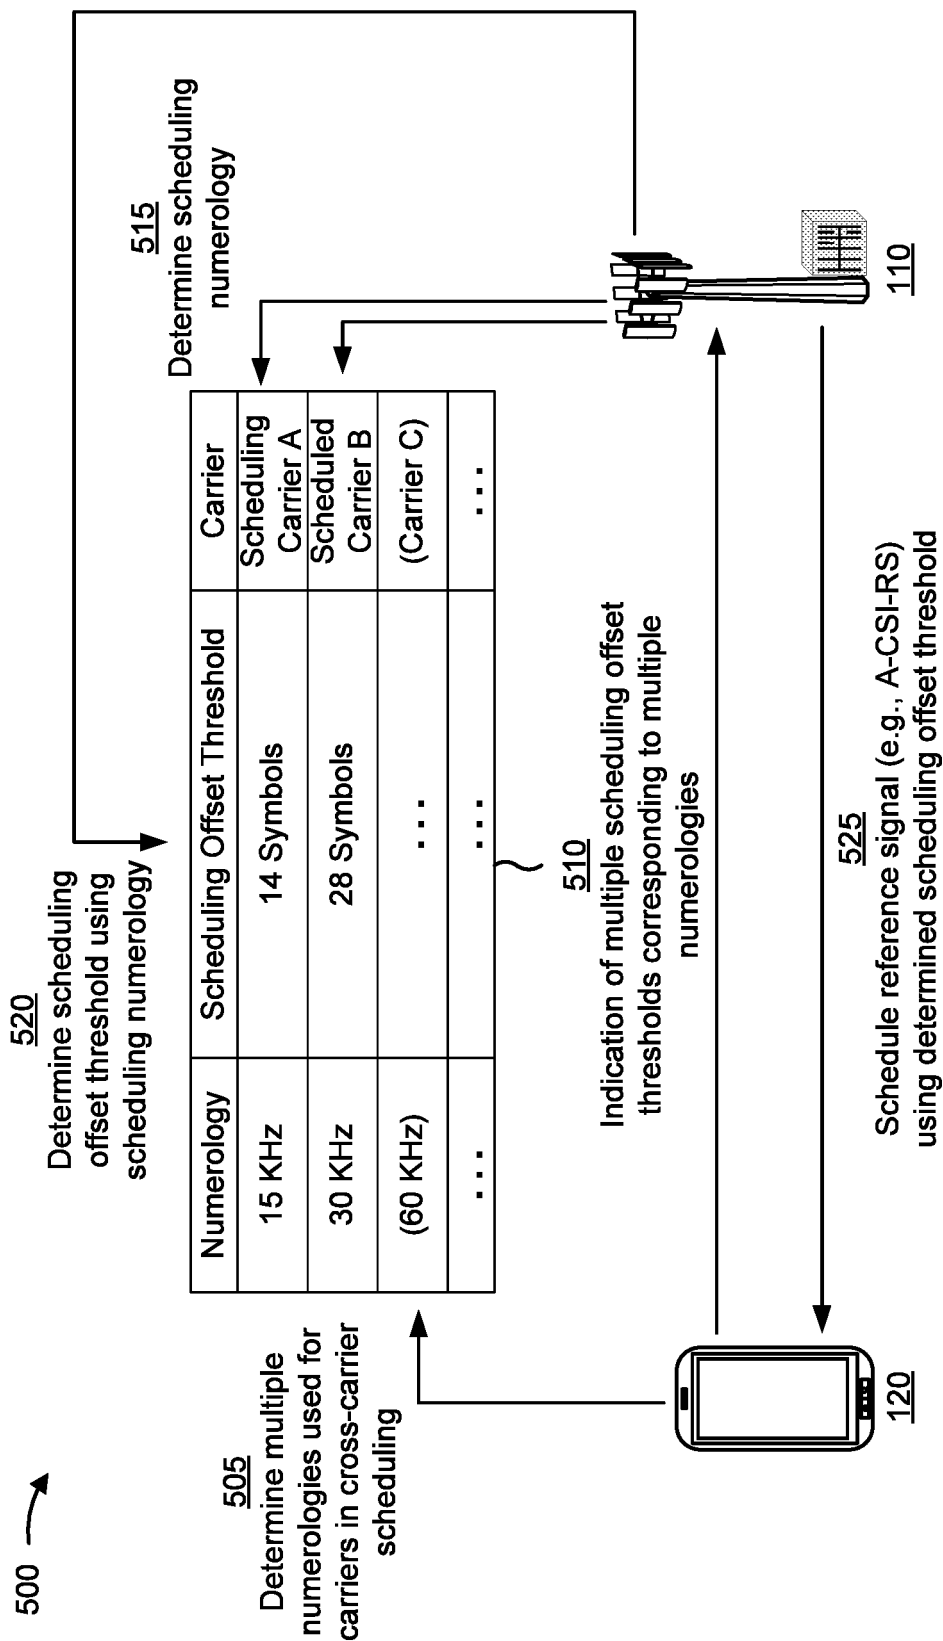 500
505
Determine multiple
numerologies used for
carriers in cross-carrier
scheduling
520
Determine scheduling
offset threshold using
scheduling numerology
515
Determine scheduling
numerology
Numerology Scheduling Offset Threshold Carrier
15 KHz 14 Symbols Scheduling Carrier A
30 KHz 28 Symbols Scheduled Carrier B
(60 KHz) ... (Carrier C)
... ... ...
510
Indication of multiple scheduling offset
thresholds corresponding to multiple
numerologies
525
Schedule reference signal (e.g., A-CSI-RS)
using determined scheduling offset threshold
120
110